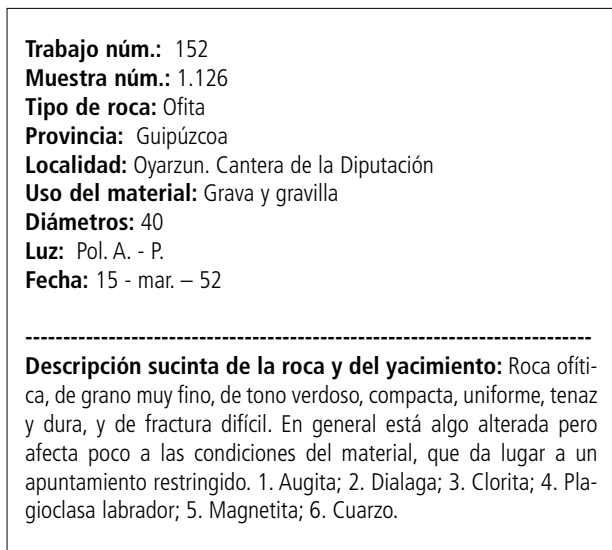 Trabajo núm.: 152
Muestra núm.: 1.126
Tipo de roca: Ofita
Provincia: Guipúzcoa
Localidad: Oyarzun. Cantera de la Diputación
Uso del material: Grava y gravilla
Diámetros: 40
Luz: Pol. A. - P.
Fecha: 15 - mar. – 52
----------------------------------------------------------------------------
Descripción sucinta de la roca y del yacimiento: Roca ofíti-
ca, de grano muy fino, de tono verdoso, compacta, uniforme, tenaz
y dura, y de fractura difícil. En general está algo alterada pero
afecta poco a las condiciones del material, que da lugar a un
apuntamiento restringido. 1. Augita; 2. Dialaga; 3. Clorita; 4. Pla-
gioclasa labrador; 5. Magnetita; 6. Cuarzo.